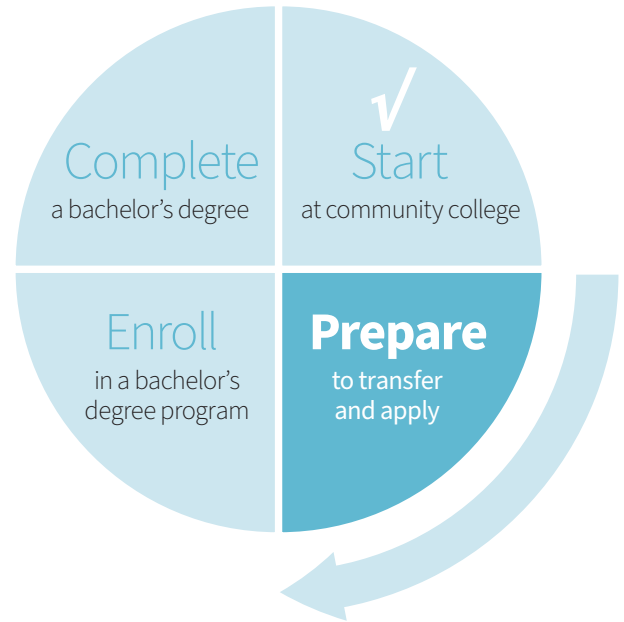 Complete
a bachelor’s degree
√
Start
at community college
Enroll
in a bachelor’s
degree program
Prepare
to transfer
and apply